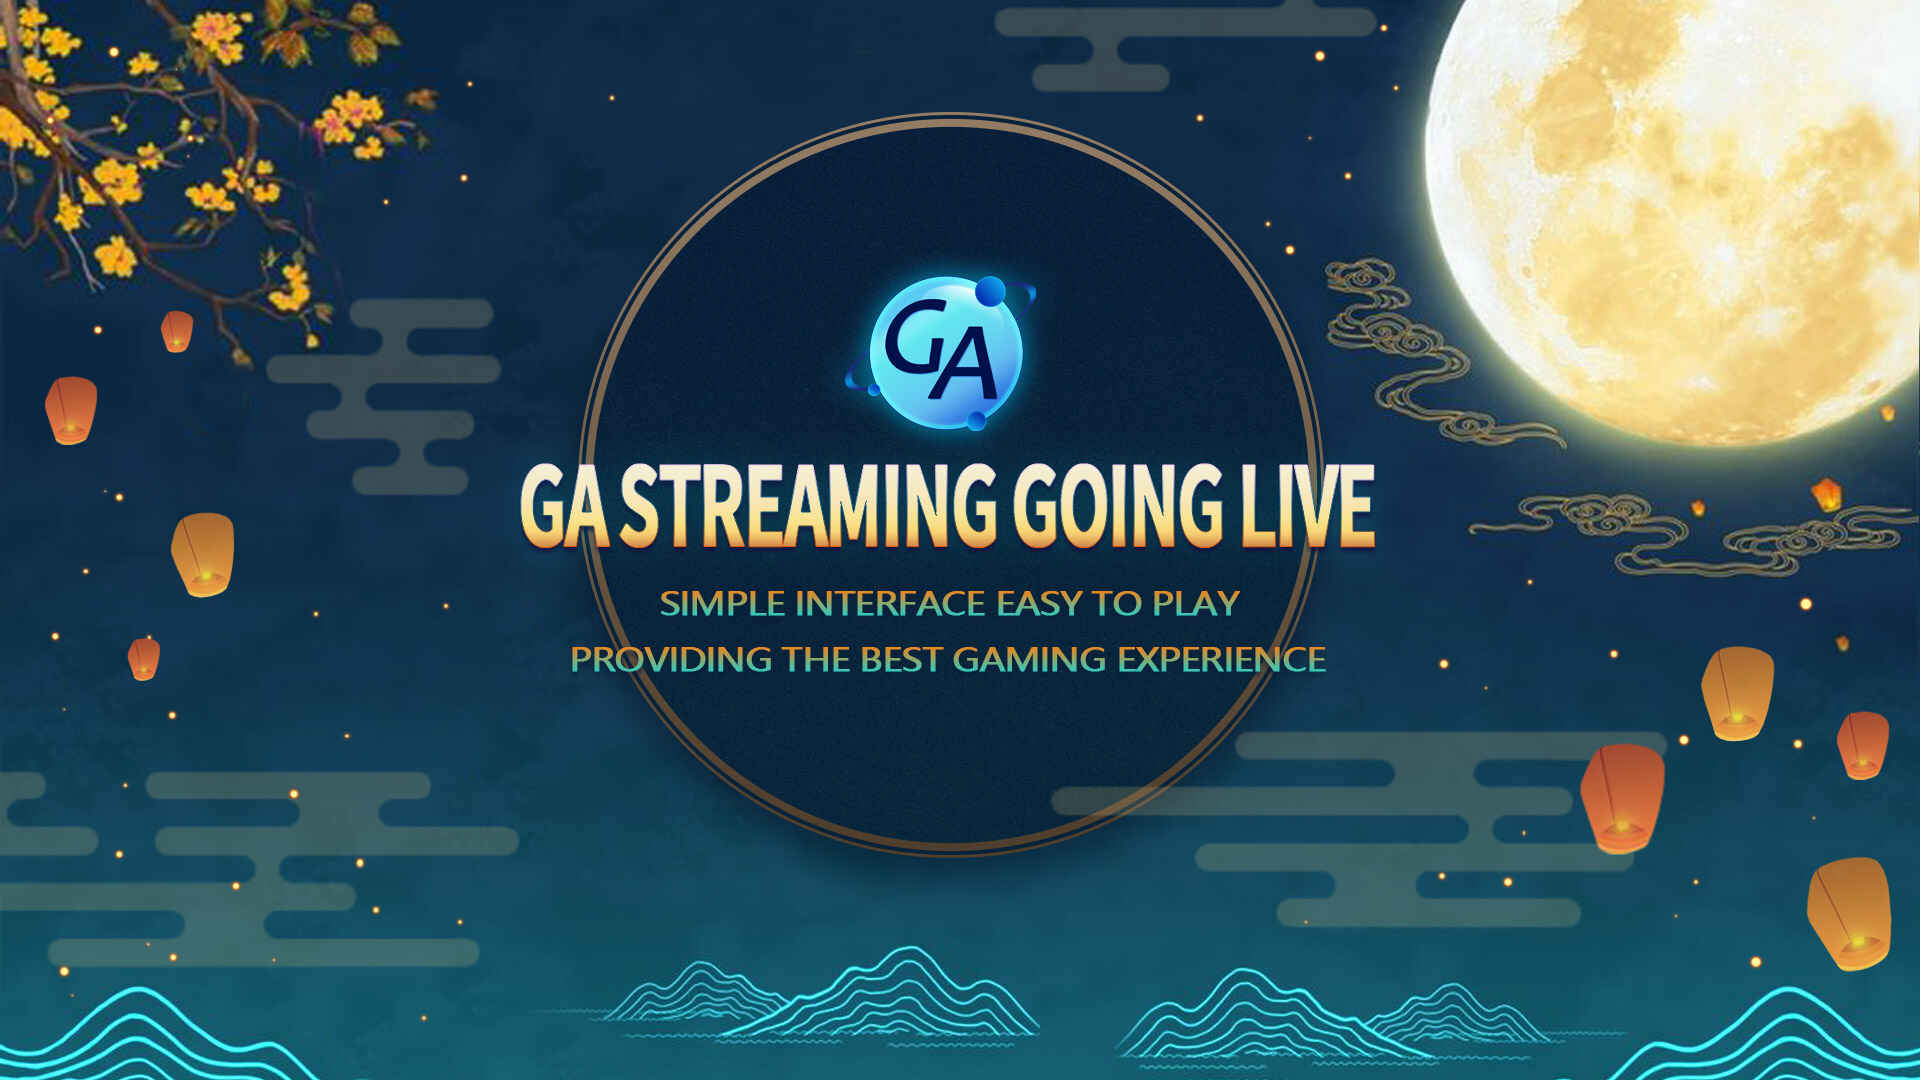 GA
GA STREAMING GOING LIVE
SIMPLE INTERFACE EASY TO PLAY
PROVIDING THE BEST GAMING EXPERIENCE